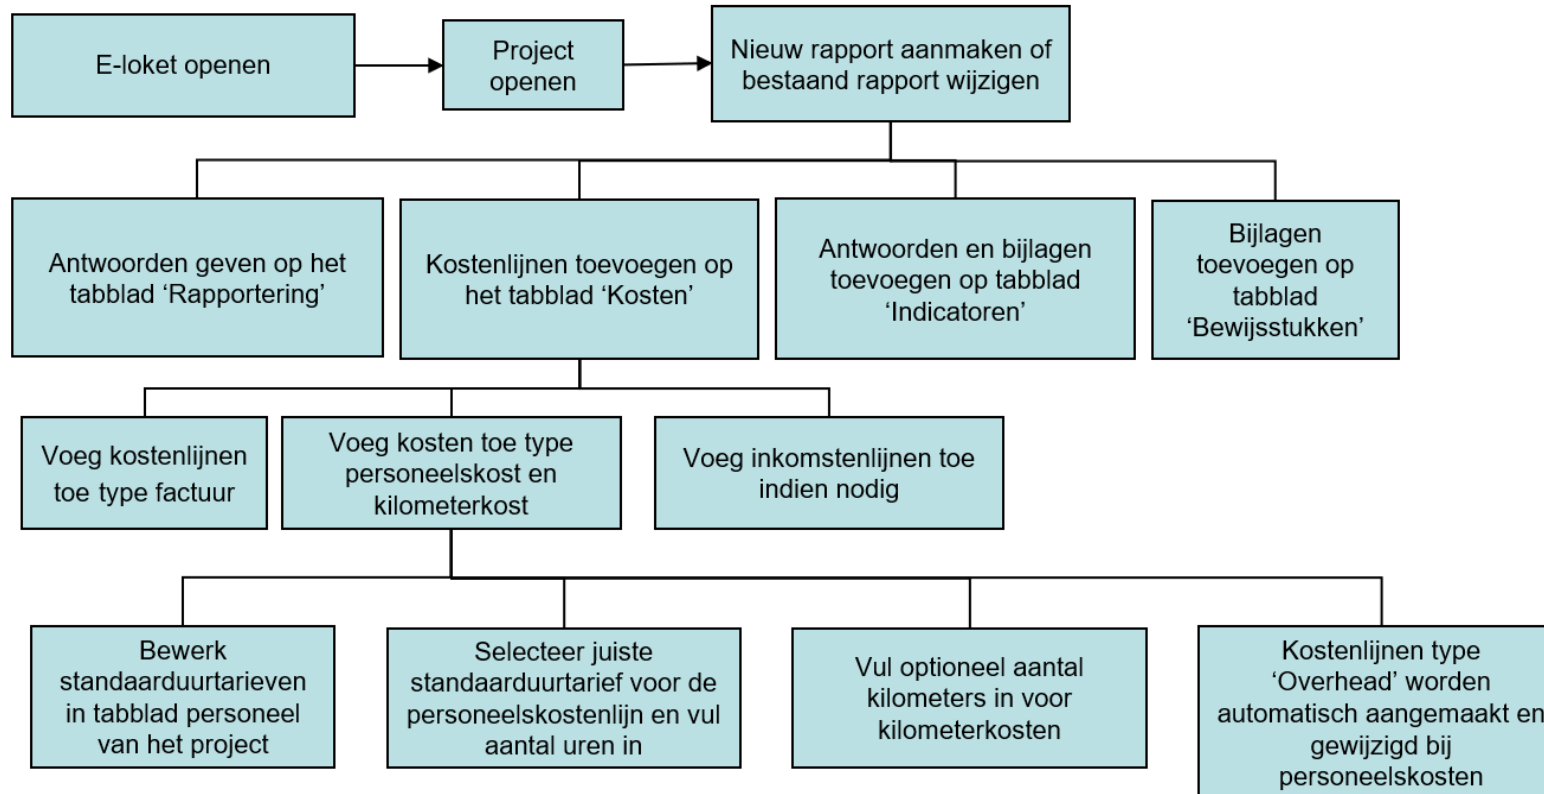 E-loket openen
Project
openen
Nieuw rapport aanmaken of
bestaand rapport wijzigen
Antwoorden geven op het
tabblad ‘Rapportering’
Kostenlijnen toevoegen op
het tabblad ‘Kosten’
Antwoorden en bijlagen
toevoegen op tabblad
‘Indicatoren’
Bijlagen
toevoegen op
tabblad
‘Bewijsstukken’
Voeg kostenlijnen
toe type factuur
Voeg kosten toe type
personeelskost en
kilometerkost
Voeg inkomstenlijnen toe
indien nodig
Bewerk
standaarduurtarieven
in tabblad personeel
van het project
Selecteer juiste
standaarduurtarief voor de
personeelskostenlijn en vul
aantal uren in
Vul optioneel aantal
kilometers in voor
kilometerkosten
Kostenlijnen type
‘Overhead’ worden
automatisch aangemaakt en
gewijzigd bij
personeelskosten